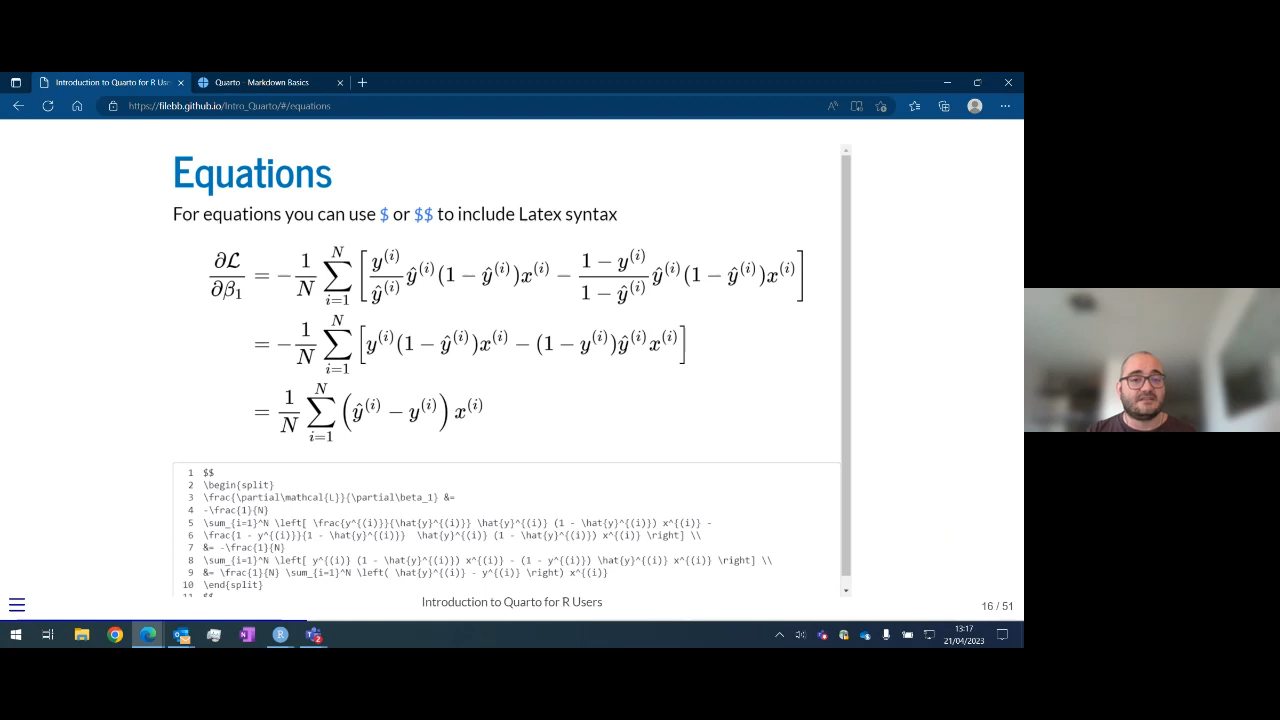 Introduction to Quarto for R Use
Quarto - Markdown Basics
https://filebb.github.io/Intro_Quarto/#/equations
Equations
For equations you can use $ or $$ to include Latex syntax
∂ℒ/∂β₁ = −1/N ∑_{i=1}^{N} [ y^{(i)}/ŷ^{(i)} ŷ^{(i)}(1 − ŷ^{(i)})x^{(i)} − (1 − y^{(i)})/(1 − ŷ^{(i)}) ŷ^{(i)}(1 − ŷ^{(i)})x^{(i)} ]
= −1/N ∑_{i=1}^{N} [ y^{(i)}(1 − ŷ^{(i)})x^{(i)} − (1 − y^{(i)})ŷ^{(i)}x^{(i)} ]
= 1/N ∑_{i=1}^{N} ( ŷ^{(i)} − y^{(i)} ) x^{(i)}
1 $$
2 \begin{split}
3 \frac{\partial\mathcal{L}}{\partial\beta_1} &=
4 -\frac{1}{N}
5 \sum_{i=1}^N \left[ \frac{y^{(i)}}{\hat{y}^{(i)}} \hat{y}^{(i)} (1 - \hat{y}^{(i)}) x^{(i)} -
6 \frac{1 - y^{(i)}}{1 - \hat{y}^{(i)}}  \hat{y}^{(i)} (1 - \hat{y}^{(i)}) x^{(i)} \right] \\
7 &= -\frac{1}{N}
8 \sum_{i=1}^N \left[ y^{(i)} (1 - \hat{y}^{(i)}) x^{(i)} - (1 - y^{(i)}) \hat{y}^{(i)} x^{(i)} \right] \\
9 &= \frac{1}{N} \sum_{i=1}^N \left( \hat{y}^{(i)} - y^{(i)} \right) x^{(i)}
10 \end{split}
11 $$
Introduction to Quarto for R Users
16 / 51
13:17
21/04/2023